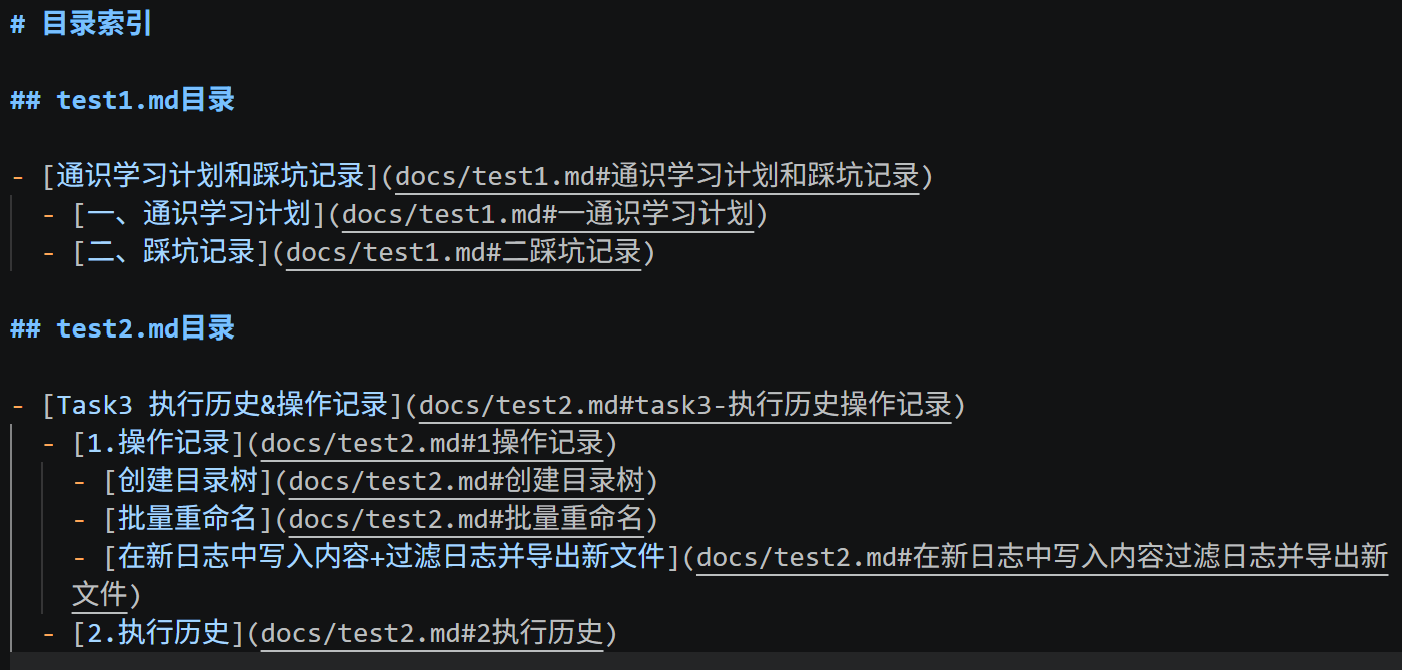 # 目录索引
## test1.md目录
- [通识学习计划和踩坑记录](docs/test1.md#通识学习计划和踩坑记录)
- [一、通识学习计划](docs/test1.md#一通识学习计划)
- [二、踩坑记录](docs/test1.md#二踩坑记录)
## test2.md目录
- [Task3 执行历史&操作记录](docs/test2.md#task3-执行历史操作记录)
- [1.操作记录](docs/test2.md#1操作记录)
- [创建目录树](docs/test2.md#创建目录树)
- [批量重命名](docs/test2.md#批量重命名)
- [在新日志中写入内容+过滤日志并导出新文件](docs/test2.md#在新日志中写入内容过滤日志并导出新
文件)
- [2.执行历史](docs/test2.md#2执行历史)